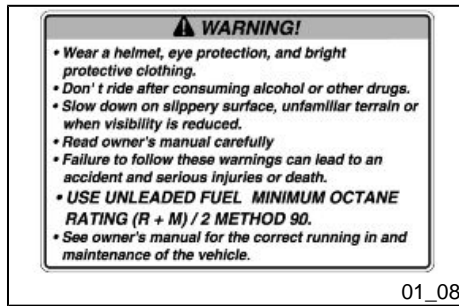 WARNING!
• Wear a helmet, eye protection, and bright
protective clothing.
• Don't ride after consuming alcohol or other drugs.
• Slow down on slippery surface, unfamiliar terrain or
when visibility is reduced.
• Read owner's manual carefully
• Failure to follow these warnings can lead to an
accident and serious injuries or death.
• USE UNLEADED FUEL MINIMUM OCTANE
RATING (R + M) / 2 METHOD 90.
• See owner's manual for the correct running in and
maintenance of the vehicle.
01_08